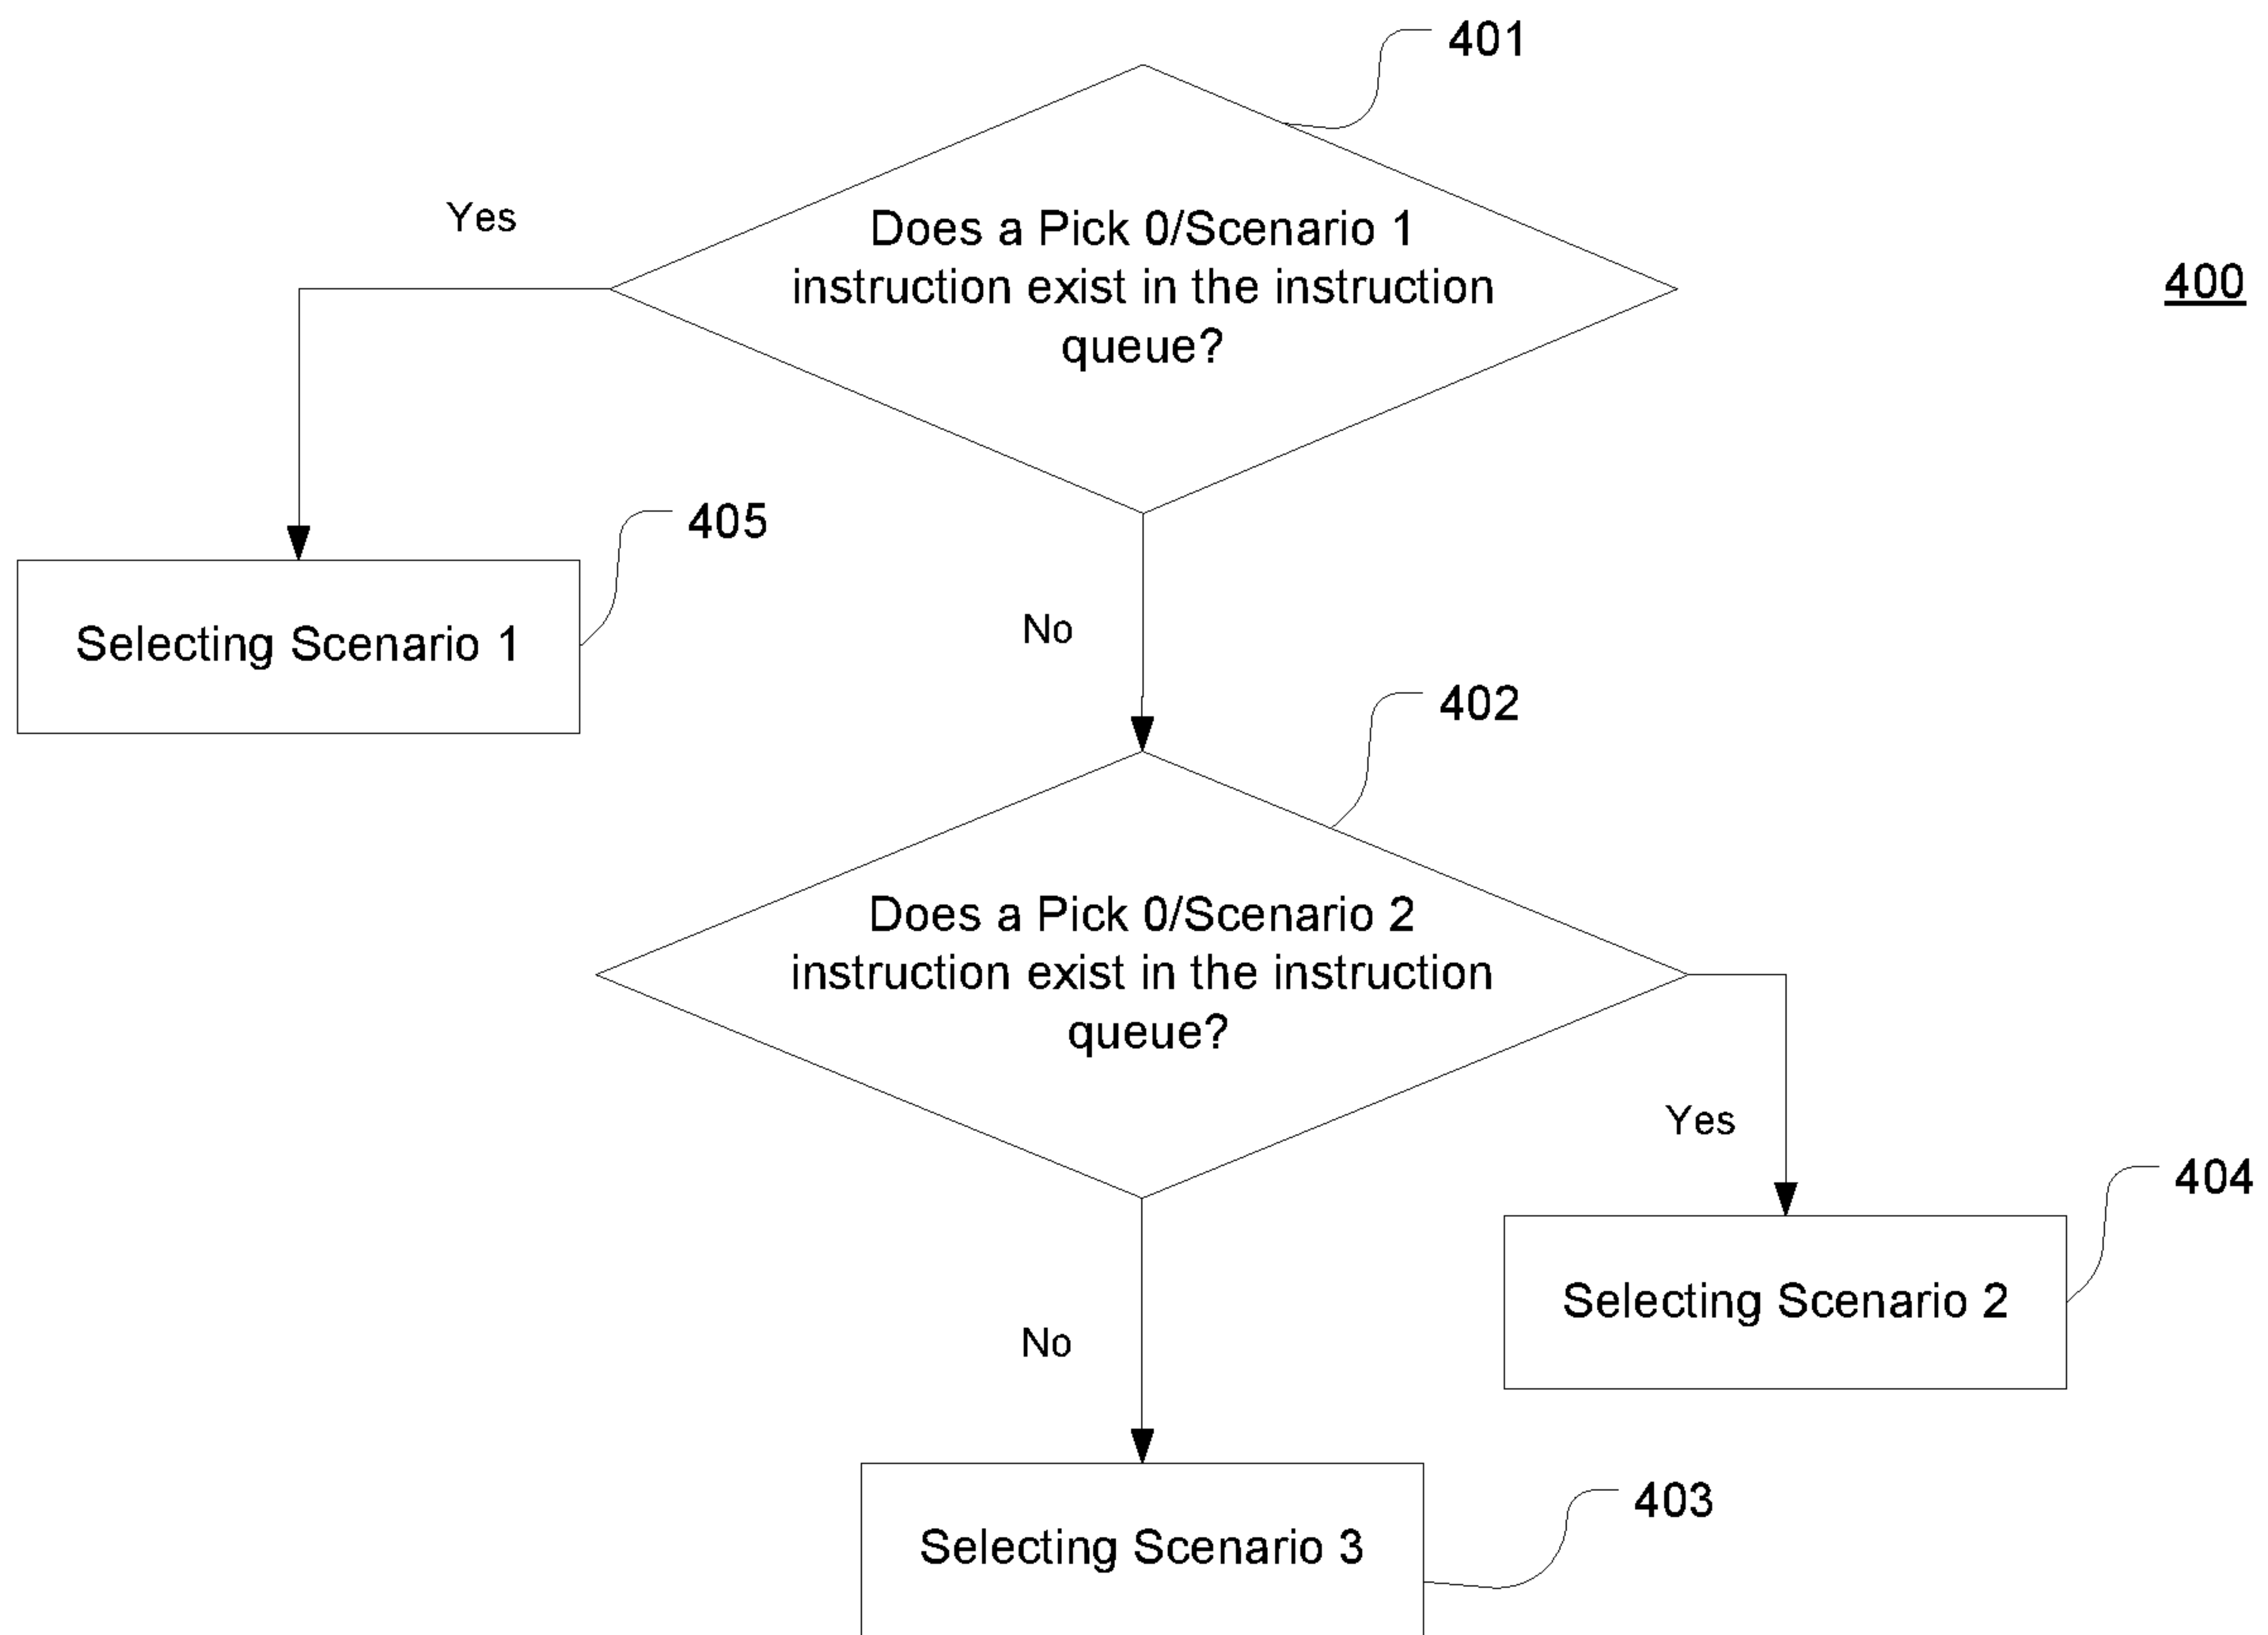 401
Yes
Does a Pick 0/Scenario 1
instruction exist in the instruction
queue?
400
405
Selecting Scenario 1
No
402
Does a Pick 0/Scenario 2
instruction exist in the instruction
queue?
Yes
404
Selecting Scenario 2
No
403
Selecting Scenario 3